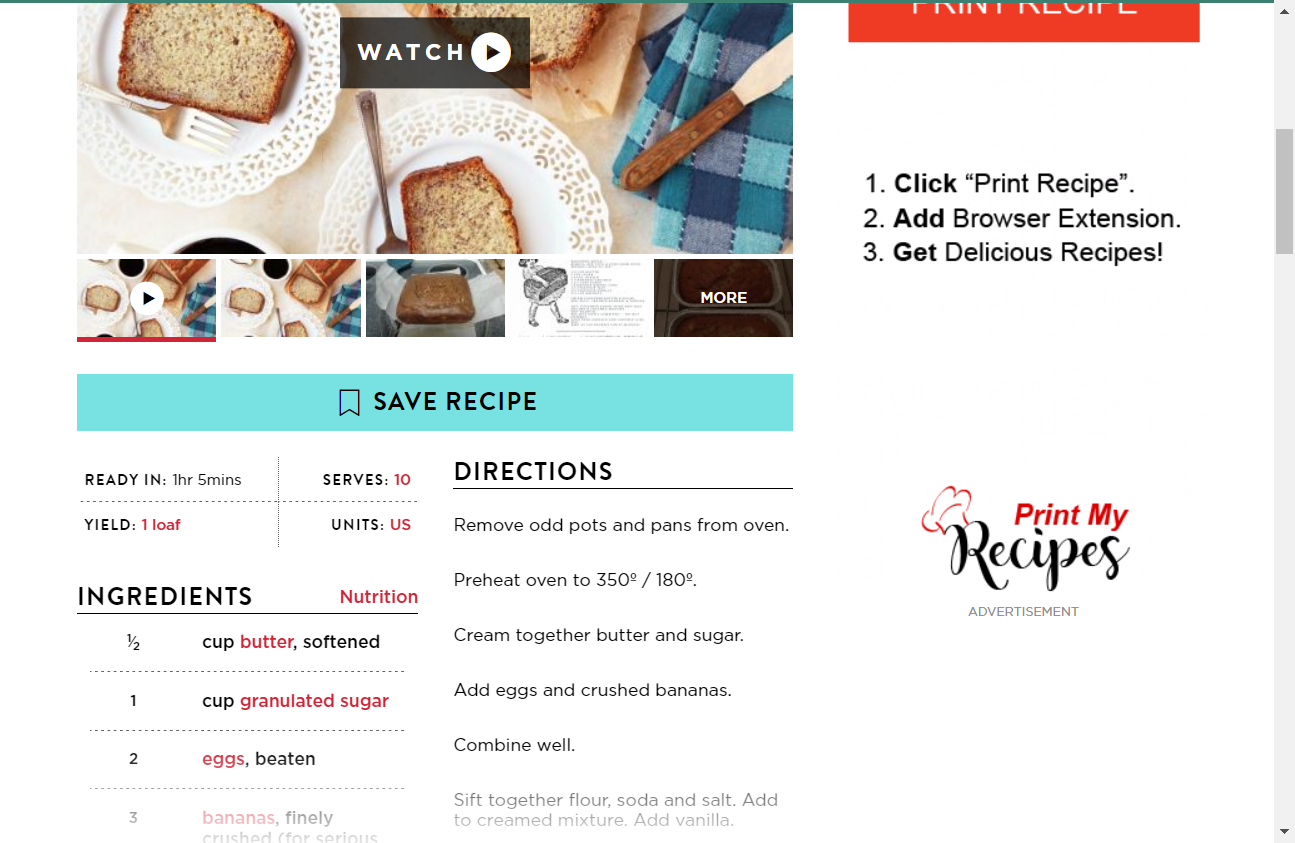 PRINT RECIPE
WATCH
1. Click “Print Recipe”.
2. Add Browser Extension.
3. Get Delicious Recipes!
MORE
SAVE RECIPE
READY IN: 1hr 5mins
SERVES: 10
YIELD: 1 loaf
UNITS: US
INGREDIENTS
Nutrition
½ cup butter, softened
1 cup granulated sugar
2 eggs, beaten
3 bananas, finely
crushed (for serious
DIRECTIONS
Remove odd pots and pans from oven.
Preheat oven to 350º / 180º.
Cream together butter and sugar.
Add eggs and crushed bananas.
Combine well.
Sift together flour, soda and salt. Add
to creamed mixture. Add vanilla.
Print My
Recipes
ADVERTISEMENT